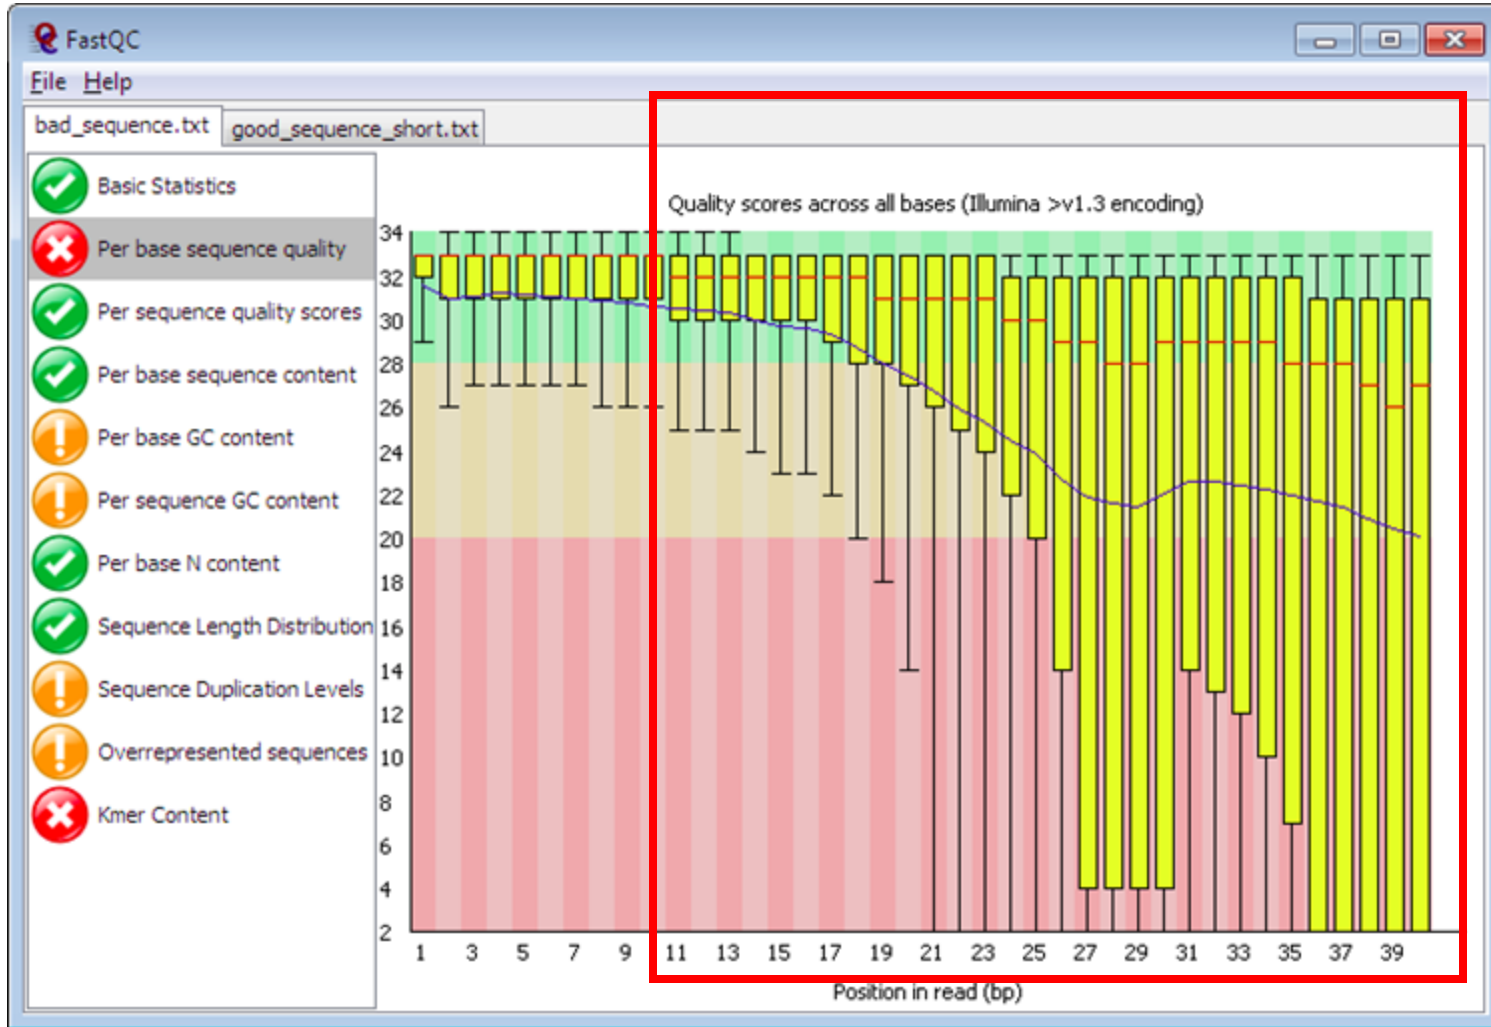 FastQC
File Help
bad_sequence.txt good_sequence_short.txt
Basic Statistics
Per base sequence quality
Per sequence quality scores
Per base sequence content
Per base GC content
Per sequence GC content
Per base N content
Sequence Length Distribution
Sequence Duplication Levels
Overrepresented sequences
Kmer Content
Quality scores across all bases (Illumina >v1.3 encoding)
34
32
30
28
26
24
22
20
18
16
14
12
10
8
6
4
2
1 3 5 7 9 11 13 15 17 19 21 23 25 27 29 31 33 35 37 39
Position in read (bp)